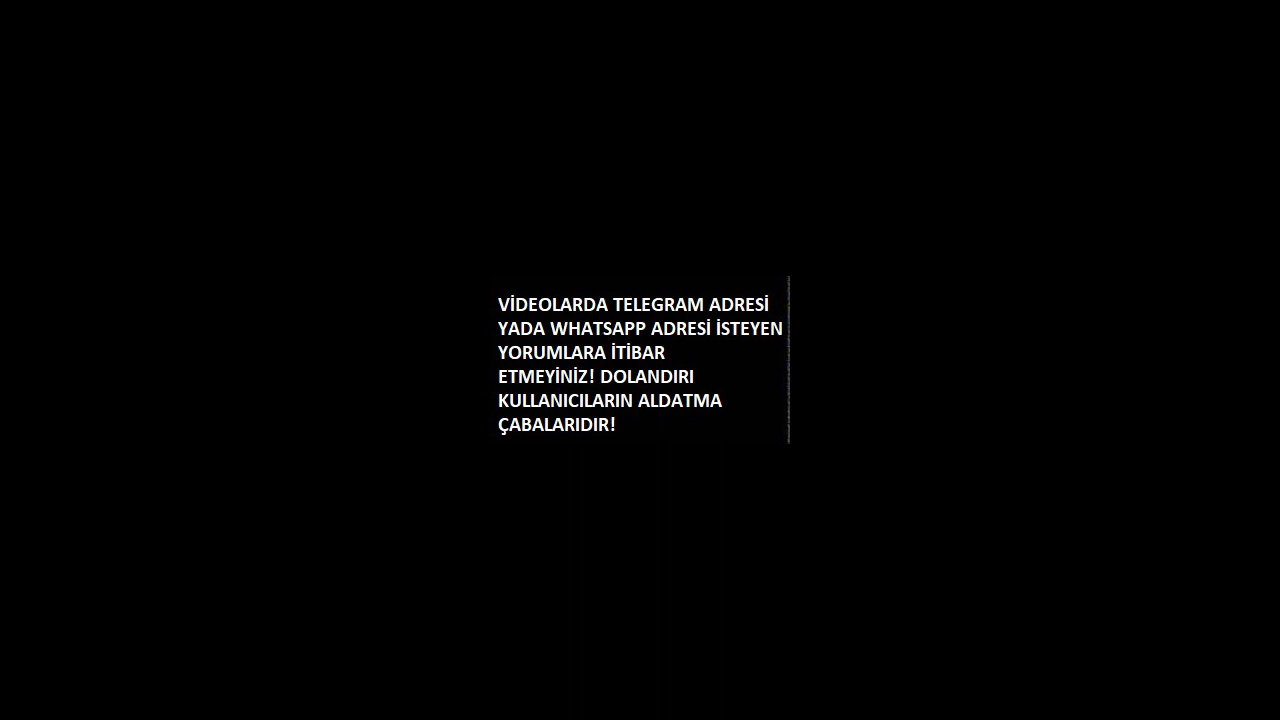 VİDEOLARDA TELEGRAM ADRESİ
YADA WHATSAPP ADRESİ İSTEYEN
YORUMLARA İTİBAR
ETMEYİNİZ! DOLANDIRI
KULLANICILARIN ALDATMA
ÇABALARIDIR!